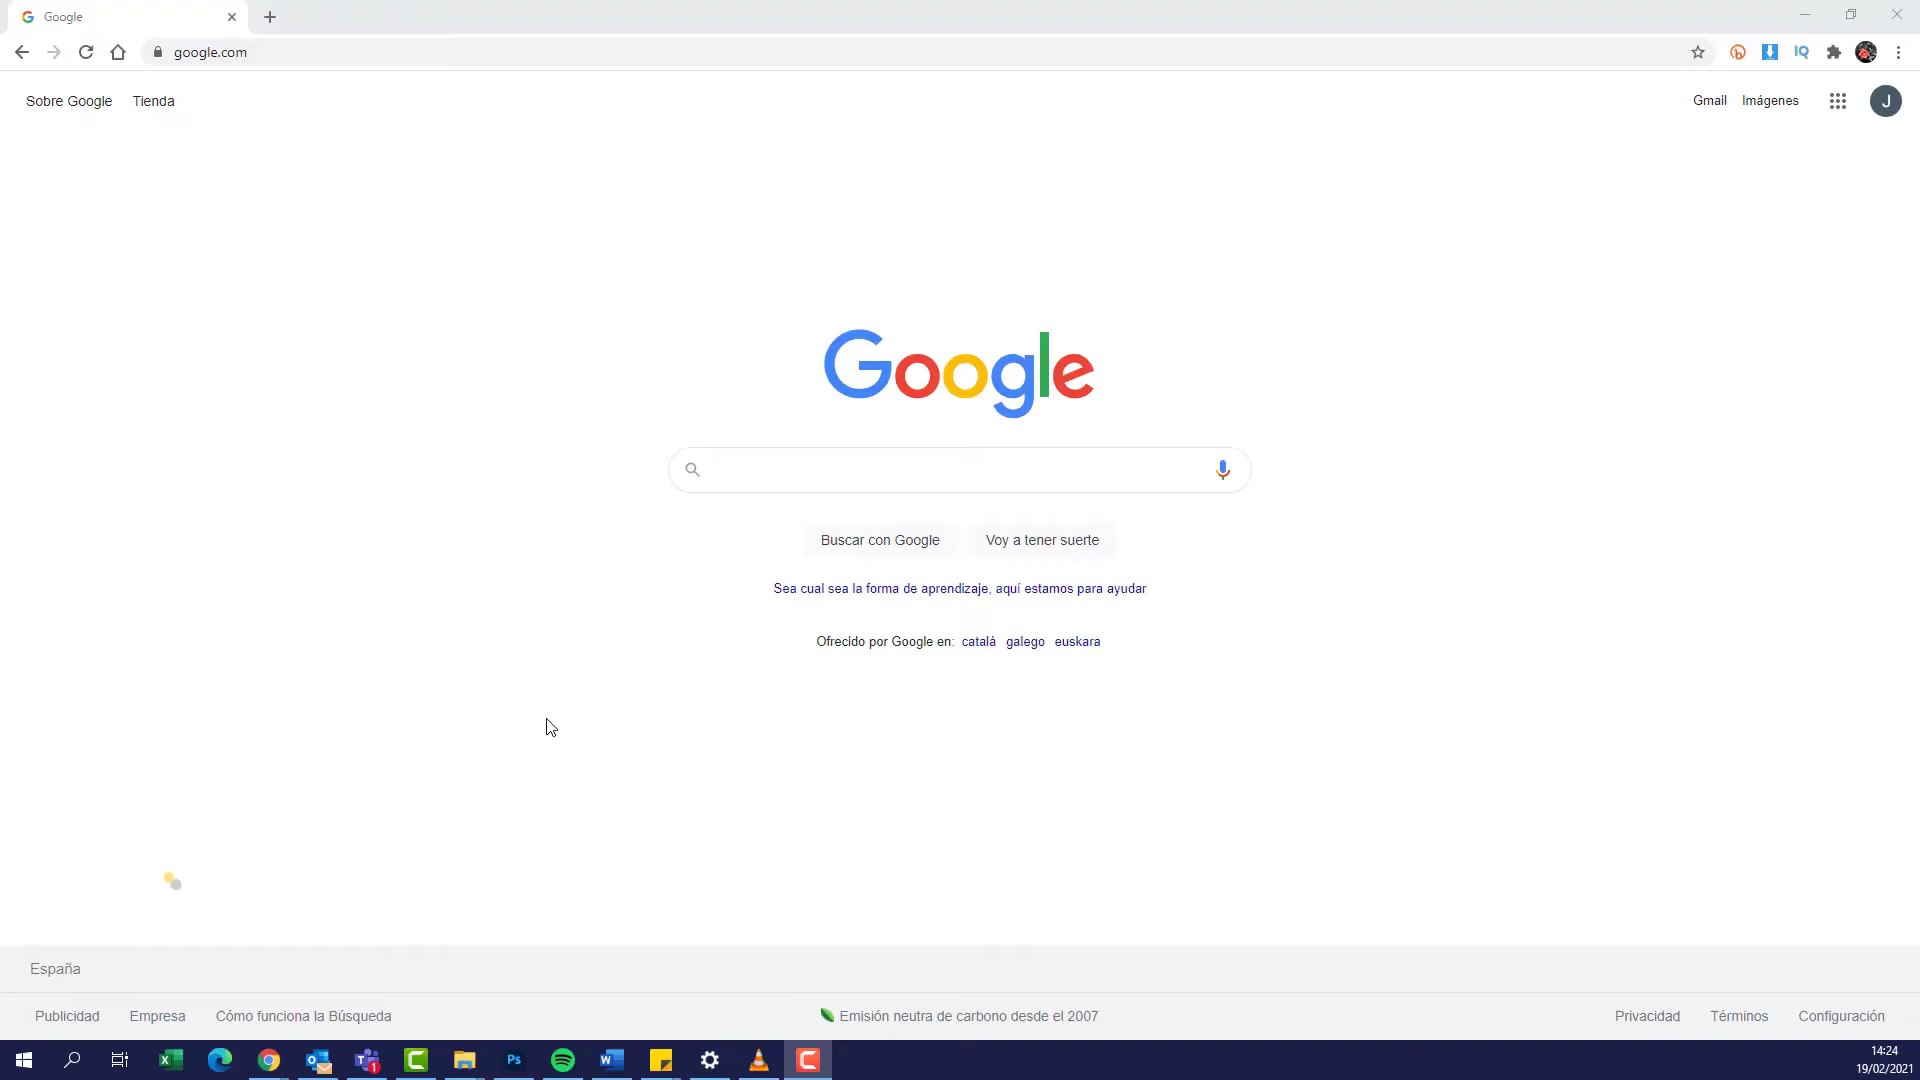 Google
google.com
Sobre Google Tienda
Gmail Imágenes
J
Google
Buscar con Google Voy a tener suerte
Sea cual sea la forma de aprendizaje, aquí estamos para ayudar
Ofrecido por Google en: català galego euskara
España
Publicidad Empresa Cómo funciona la Búsqueda
Emisión neutra de carbono desde el 2007
Privacidad Términos Configuración
14:24
19/02/2021